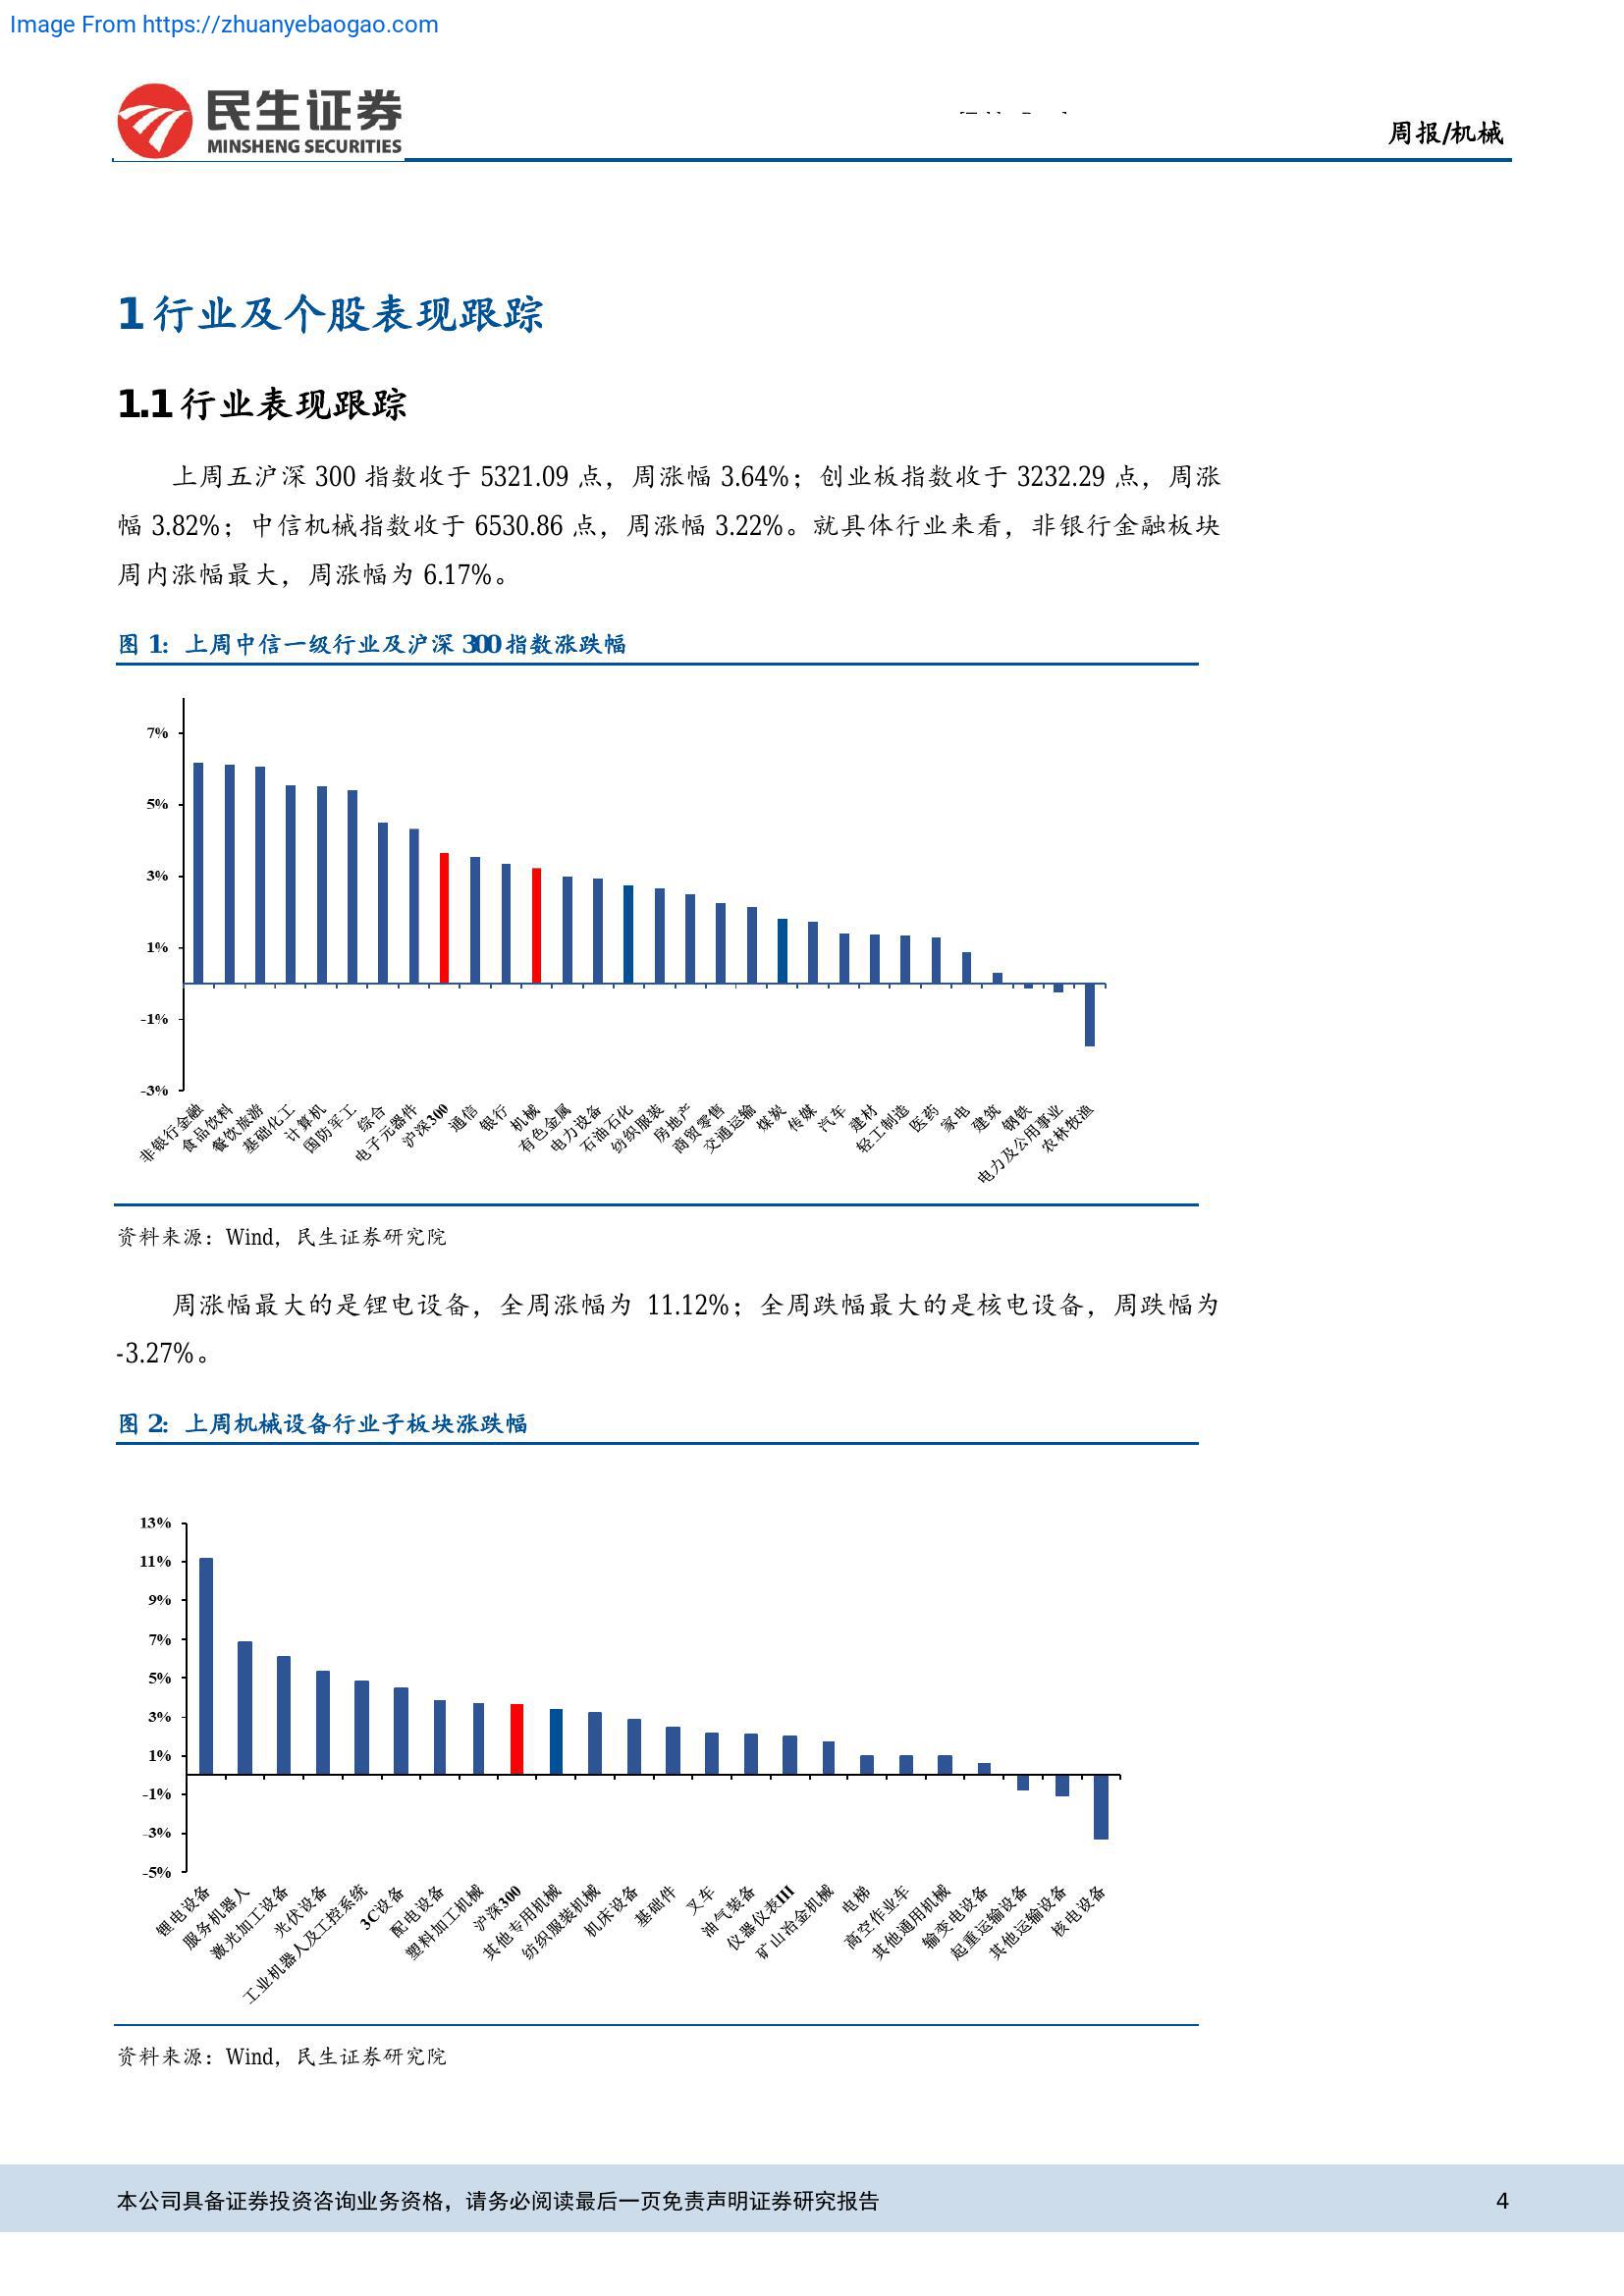 Image From https://zhuanyebaogao.com
民生证券
MINSHENG SECURITIES
周报/机械
1 行业及个股表现跟踪
1.1 行业表现跟踪
上周五沪深 300 指数收于 5321.09 点，周涨幅 3.64%；创业板指数收于 3232.29 点，周涨
幅 3.82%；中信机械指数收于 6530.86 点，周涨幅 3.22%。就具体行业来看，非银行金融板块
周内涨幅最大，周涨幅为 6.17%。
图 1：上周中信一级行业及沪深 300 指数涨跌幅
7%
5%
3%
1%
-1%
-3%
非银行金融
食品饮料
餐饮旅游
基础化工
计算机
国防军工
综合
电子元器件
沪深300
通信
银行
机械
有色金属
电力设备
石油石化
纺织服装
房地产
商贸零售
交通运输
煤炭
传媒
汽车
建材
轻工制造
医药
家电
建筑
钢铁
电力及公用事业
农林牧渔
资料来源：Wind，民生证券研究院
周涨幅最大的是锂电设备，全周涨幅为 11.12%；全周跌幅最大的是核电设备，周跌幅为
-3.27%。
图 2：上周机械设备行业子板块涨跌幅
13%
11%
9%
7%
5%
3%
1%
-1%
-3%
-5%
锂电设备
服务机器人
激光加工设备
光伏设备
工业机器人及工控系统
3C设备
配电设备
塑料加工机械
沪深300
其他专用机械
纺织服装机械
机床设备
基础件
叉车
油气装备
仪器仪表III
矿山冶金机械
电梯
高空作业车
其他通用机械
输变电设备
起重运输设备
其他运输设备
核电设备
资料来源：Wind，民生证券研究院
本公司具备证券投资咨询业务资格，请务必阅读最后一页免责声明证券研究报告
4